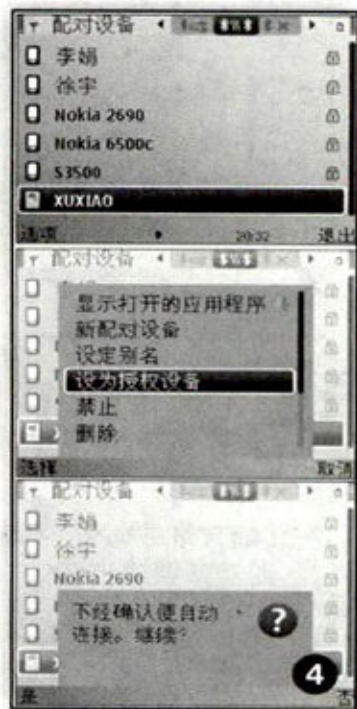 配对设备
李娟
徐宇
Nokia 2690
Nokia 6500c
S3500
XUXIAO
选项 20:32 退出
配对设备
显示打开的应用程序
新配对设备
设定别名
设为授权设备
禁止
删除
选择 取消
配对设备
李娟
徐宇
Nokia 2690
不经确认便自动
连接。继续?
是 否
4